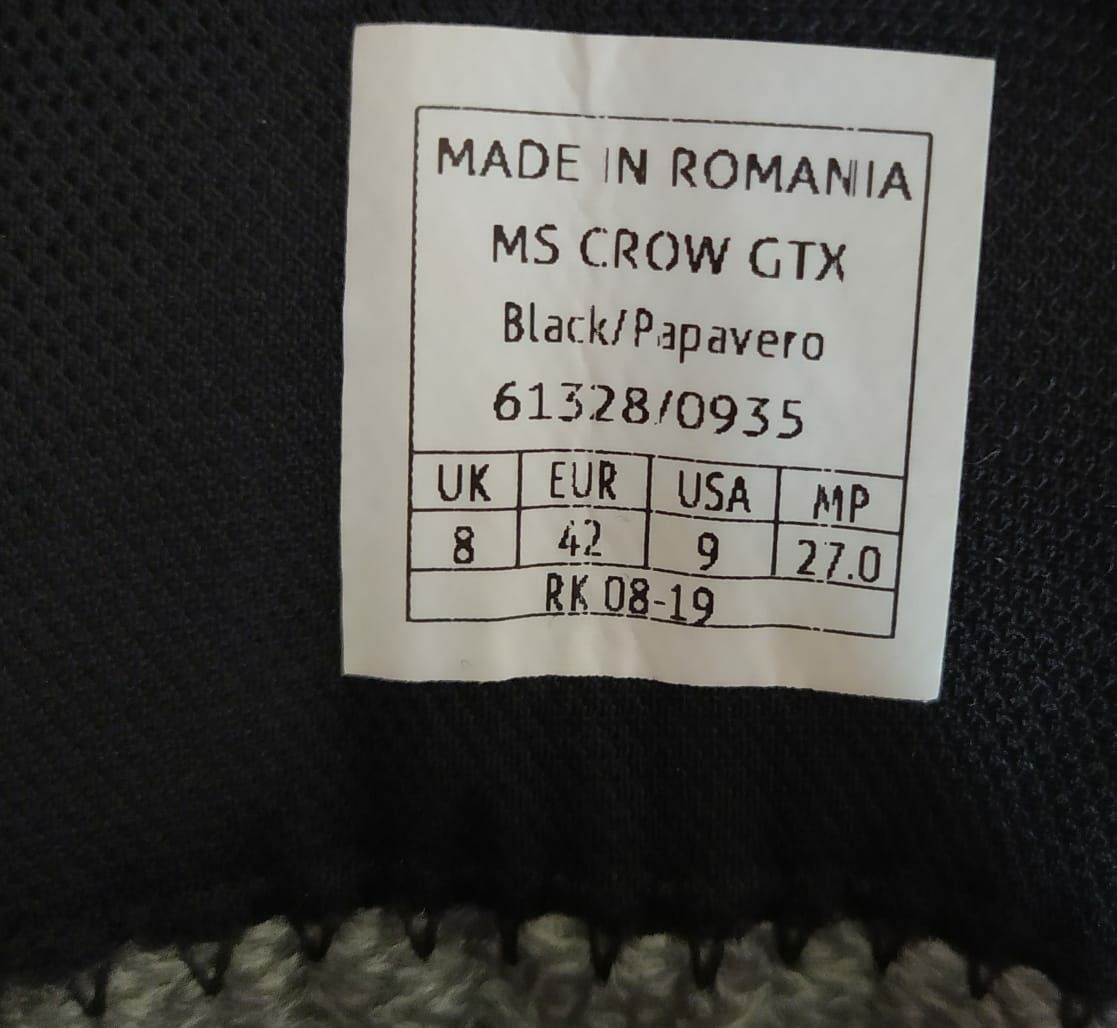 MADE IN ROMANIA
MS CROW GTX
Black/Papavero
61328/0935
UK EUR USA MP
8 42 9 27.0
RK 08-19